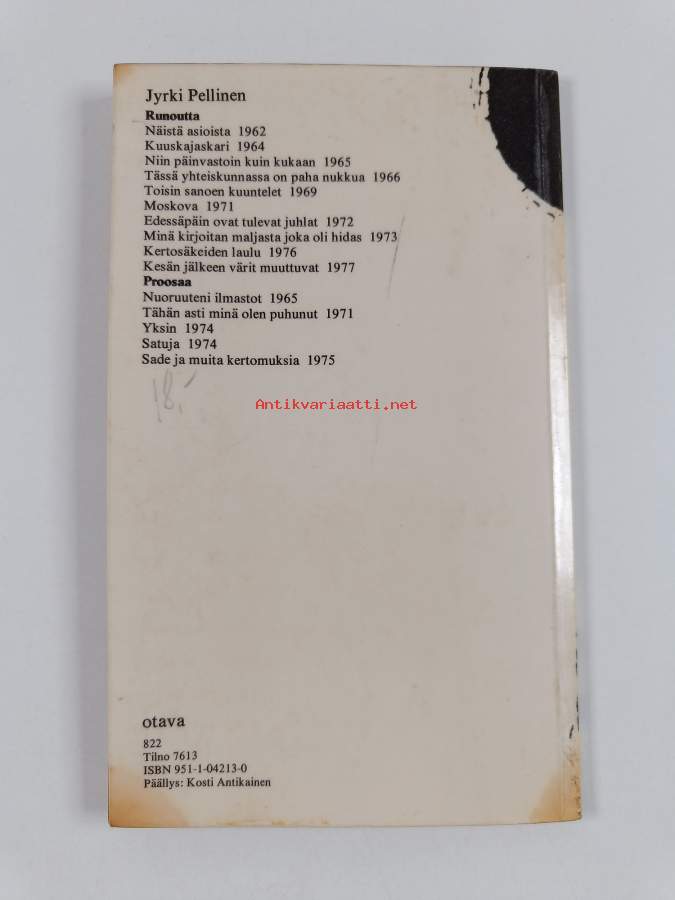 Jyrki Pellinen
Runoutta
Näistä asioista 1962
Kuuskajaskari 1964
Niin päinvastoin kuin kukaan 1965
Tässä yhteiskunnassa on paha nukkua 1966
Toisin sanoen kuuntelet 1969
Moskova 1971
Edessäpäin ovat tulevat juhlat 1972
Minä kirjoitan maljasta joka oli hidas 1973
Kertosäkeiden laulu 1976
Kesän jälkeen värit muuttuvat 1977
Proosaa
Nuoruuteni ilmastot 1965
Tähän asti minä olen puhunut 1971
Yksin 1974
Satuja 1974
Sade ja muita kertomuksia 1975
18.-
Antikvariaatti.net
otava
822
Tilno 7613
ISBN 951-1-04213-0
Päällys: Kosti Antikainen